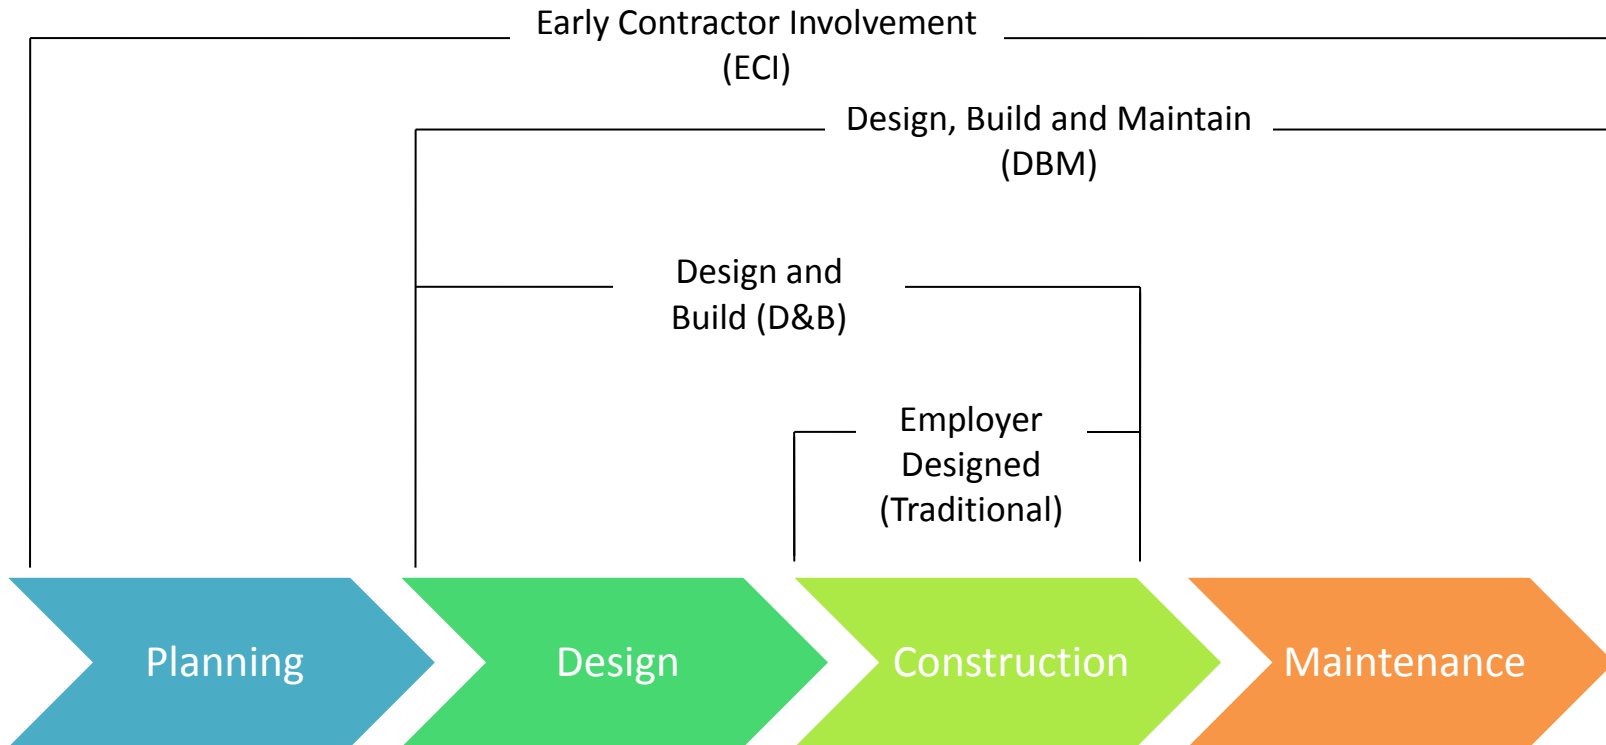 Early Contractor Involvement
(ECI)
Design, Build and Maintain
(DBM)
Design and
Build (D&B)
Employer
Designed
(Traditional)
Planning
Design
Construction
Maintenance